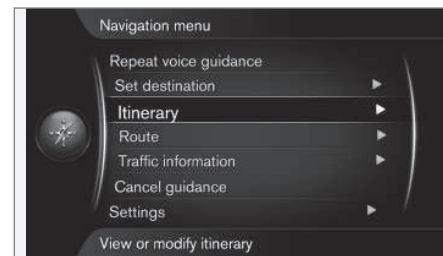 Navigation menu
Repeat voice guidance
Set destination
Itinerary
Route
Traffic information
Cancel guidance
Settings
View or modify itinerary